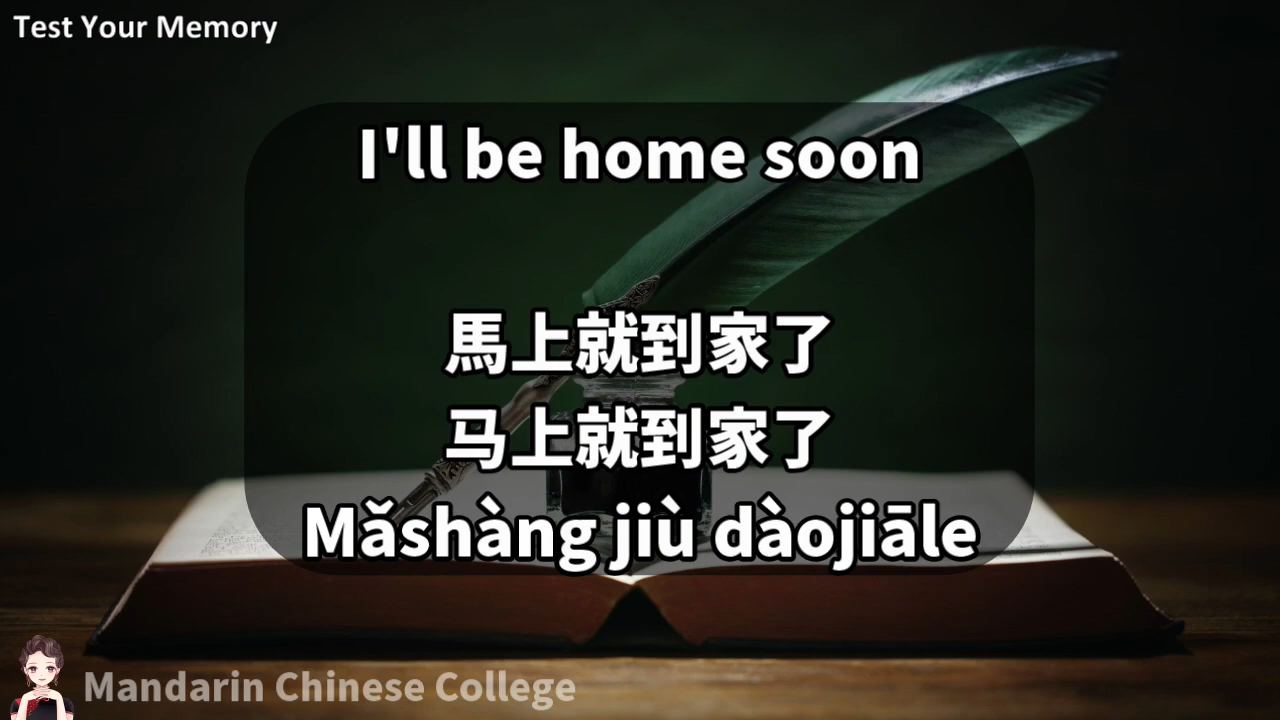 Test Your Memory
I'll be home soon
馬上就到家了
马上就到家了
Mǎshàng jiù dàojiāle
Mandarin Chinese College